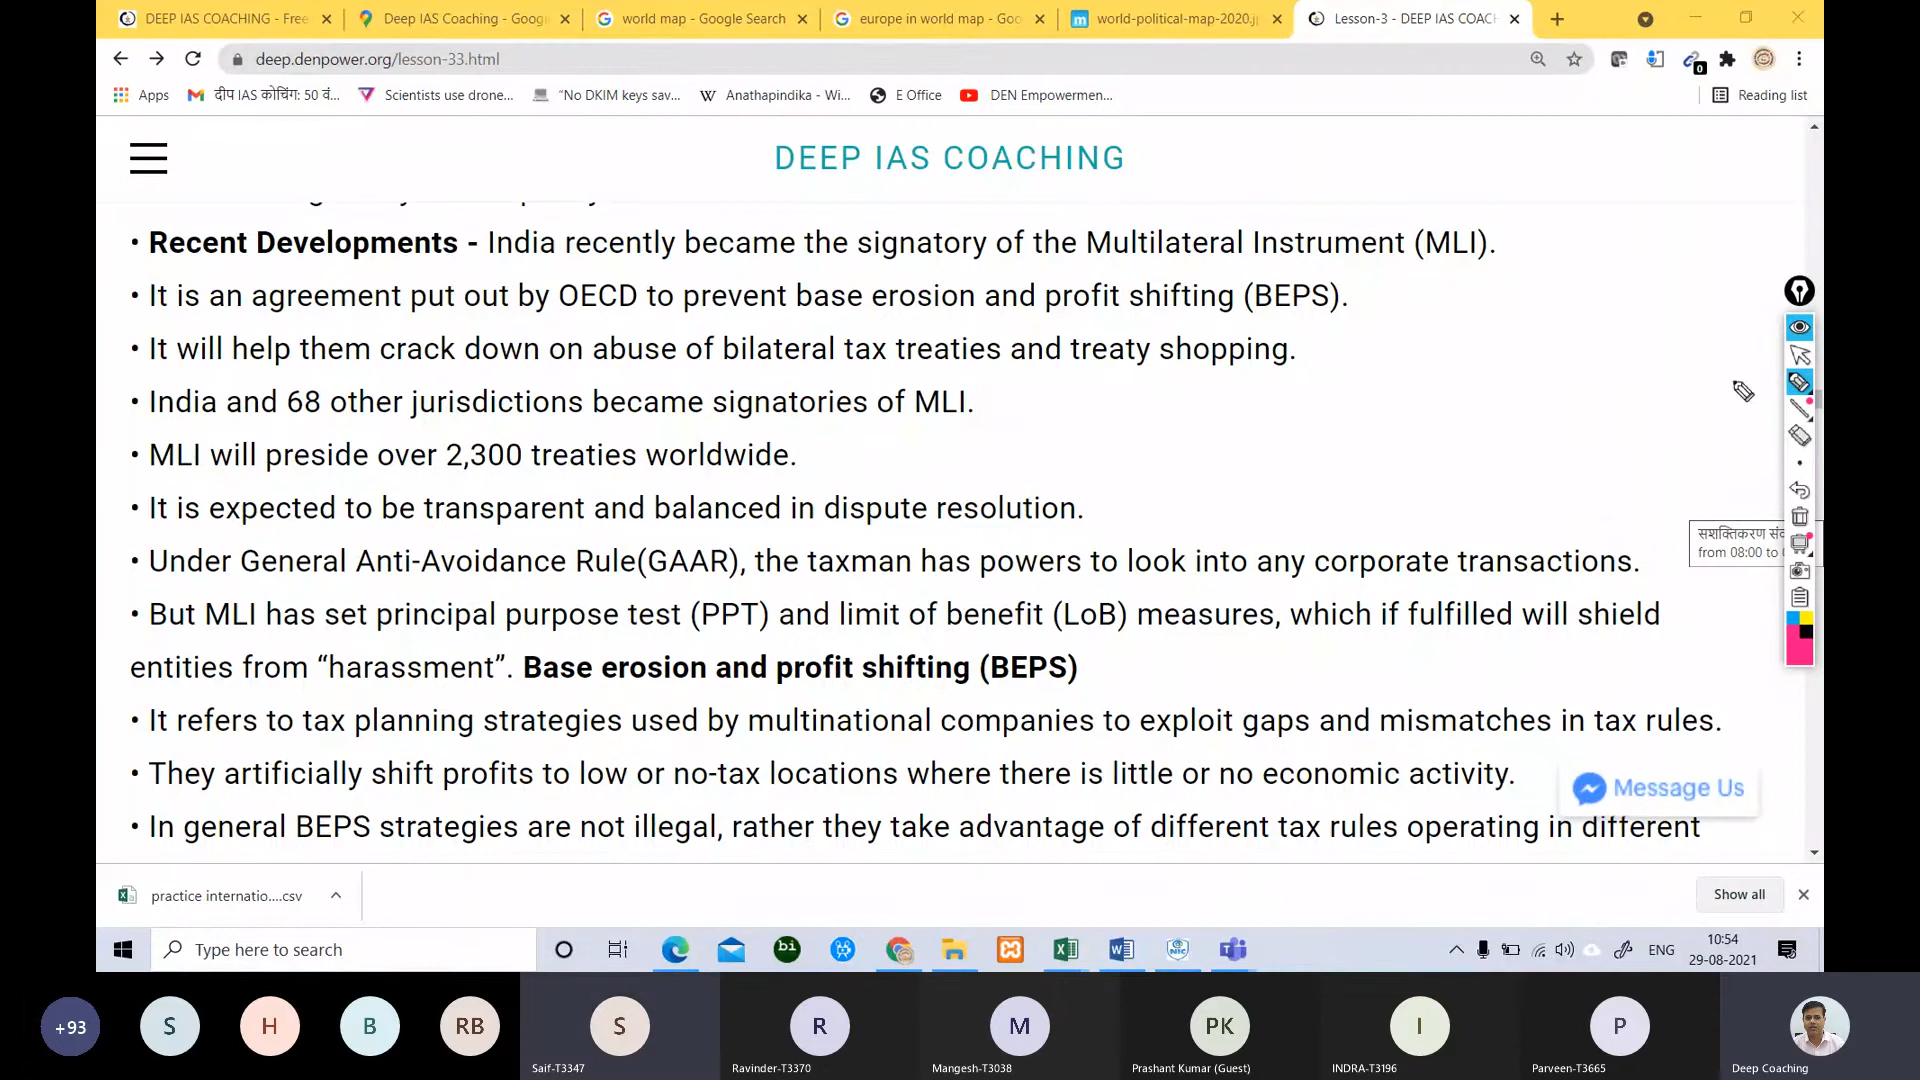 DEEP IAS COACHING - Free
Deep IAS Coaching - Googl
world map - Google Search
europe in world map - Goo
world-political-map-2020.j
Lesson-3 - DEEP IAS COACH
deep.denpower.org/lesson-33.html
0
Apps
दीप IAS कोचिंग: 50 वं...
Scientists use drone...
"No DKIM keys sav...
Anathapindika - Wi...
E Office
DEN Empowermen...
Reading list
DEEP IAS COACHING
• Recent Developments - India recently became the signatory of the Multilateral Instrument (MLI).
• It is an agreement put out by OECD to prevent base erosion and profit shifting (BEPS).
• It will help them crack down on abuse of bilateral tax treaties and treaty shopping.
• India and 68 other jurisdictions became signatories of MLI.
• MLI will preside over 2,300 treaties worldwide.
• It is expected to be transparent and balanced in dispute resolution.
सशक्तिकरण सं
from 08:00 to
• Under General Anti-Avoidance Rule(GAAR), the taxman has powers to look into any corporate transactions.
• But MLI has set principal purpose test (PPT) and limit of benefit (LoB) measures, which if fulfilled will shield
entities from “harassment”. Base erosion and profit shifting (BEPS)
• It refers to tax planning strategies used by multinational companies to exploit gaps and mismatches in tax rules.
• They artificially shift profits to low or no-tax locations where there is little or no economic activity.
Message Us
• In general BEPS strategies are not illegal, rather they take advantage of different tax rules operating in different
practice internatio....csv
Show all
Type here to search
bi
NIC
ENG
10:54
29-08-2021
+93
S
H
B
RB
S
R
M
PK
I
P
Saif-T3347
Ravinder-T3370
Mangesh-T3038
Prashant Kumar (Guest)
INDRA-T3196
Parveen-T3665
Deep Coaching